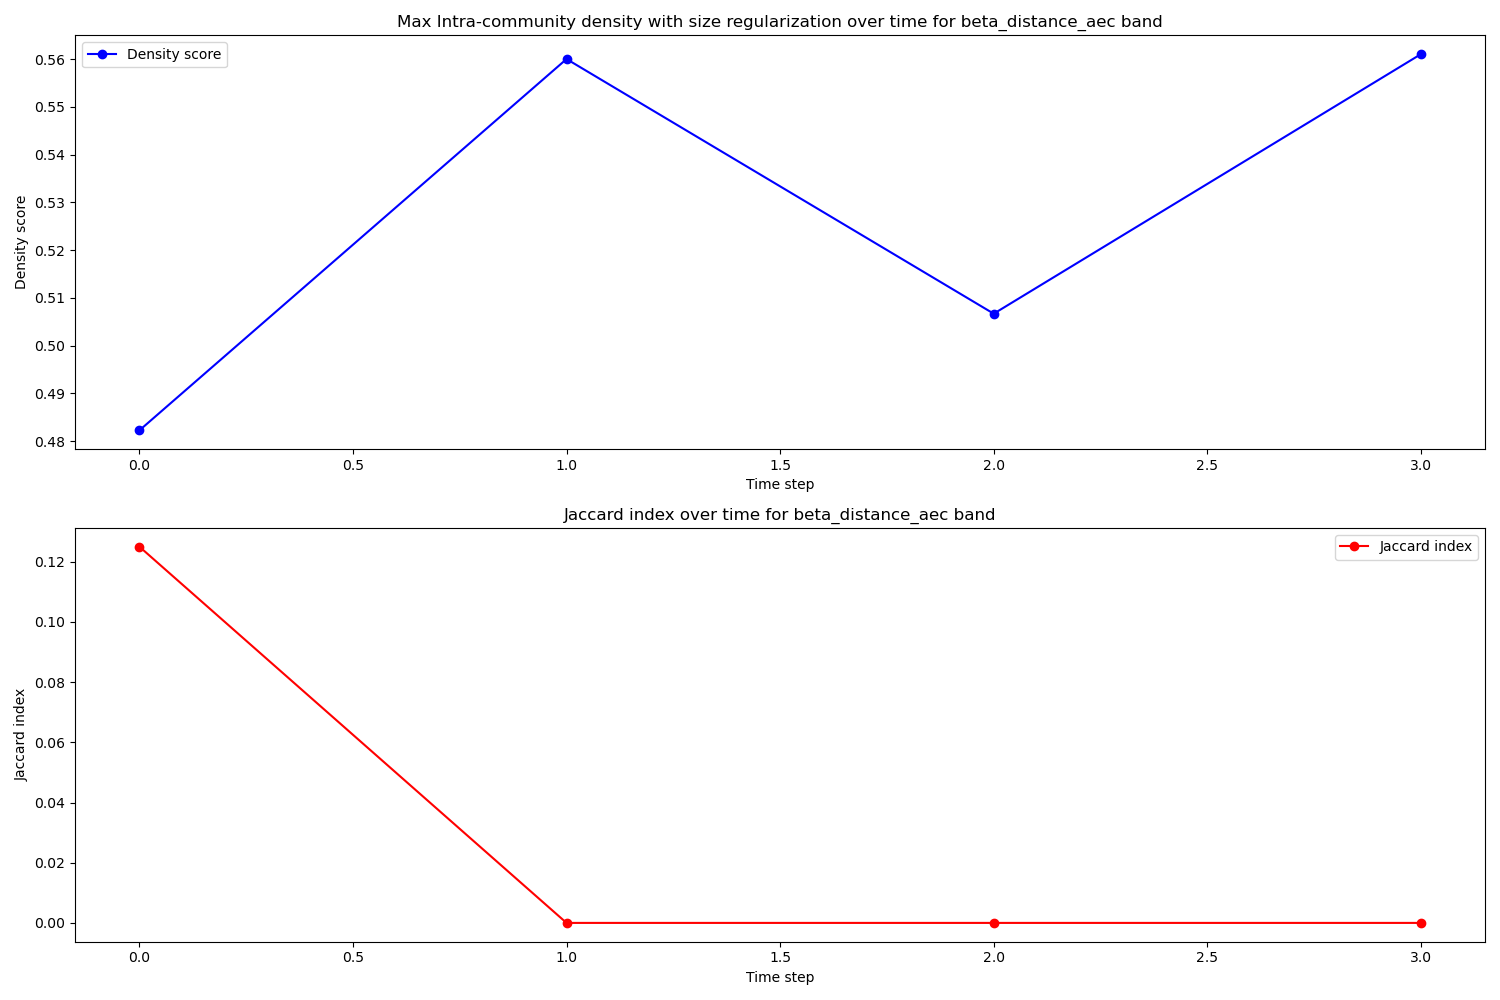 Max Intra-community density with size regularization over time for beta_distance_aec band
Density score
0.56
0.55
0.54
0.53
0.52
0.51
0.50
0.49
0.48
Density score
0.0 0.5 1.0 1.5 2.0 2.5 3.0
Time step
Jaccard index over time for beta_distance_aec band
Jaccard index
0.12
0.10
0.08
0.06
0.04
0.02
0.00
Jaccard index
0.0 0.5 1.0 1.5 2.0 2.5 3.0
Time step